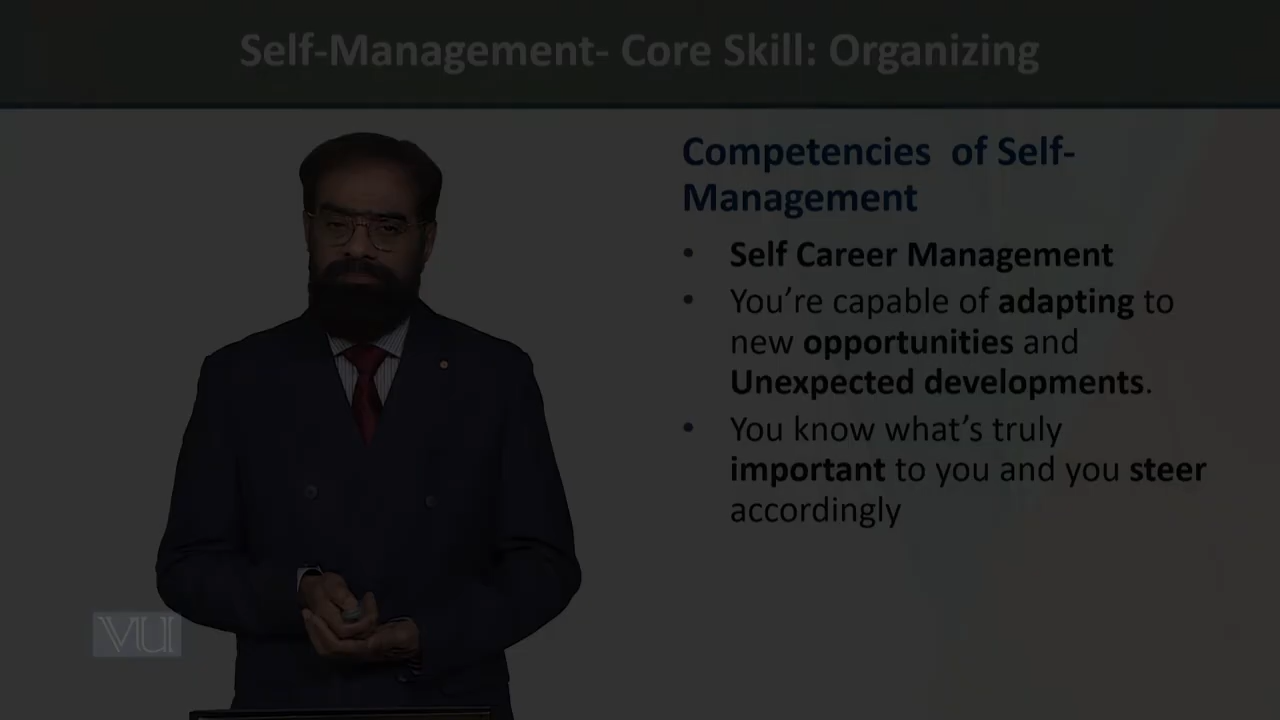 Self-Management- Core Skill: Organizing
Competencies of Self-
Management
• Self Career Management
• You're capable of adapting to
new opportunities and
Unexpected developments.
• You know what's truly
important to you and you steer
accordingly
VU